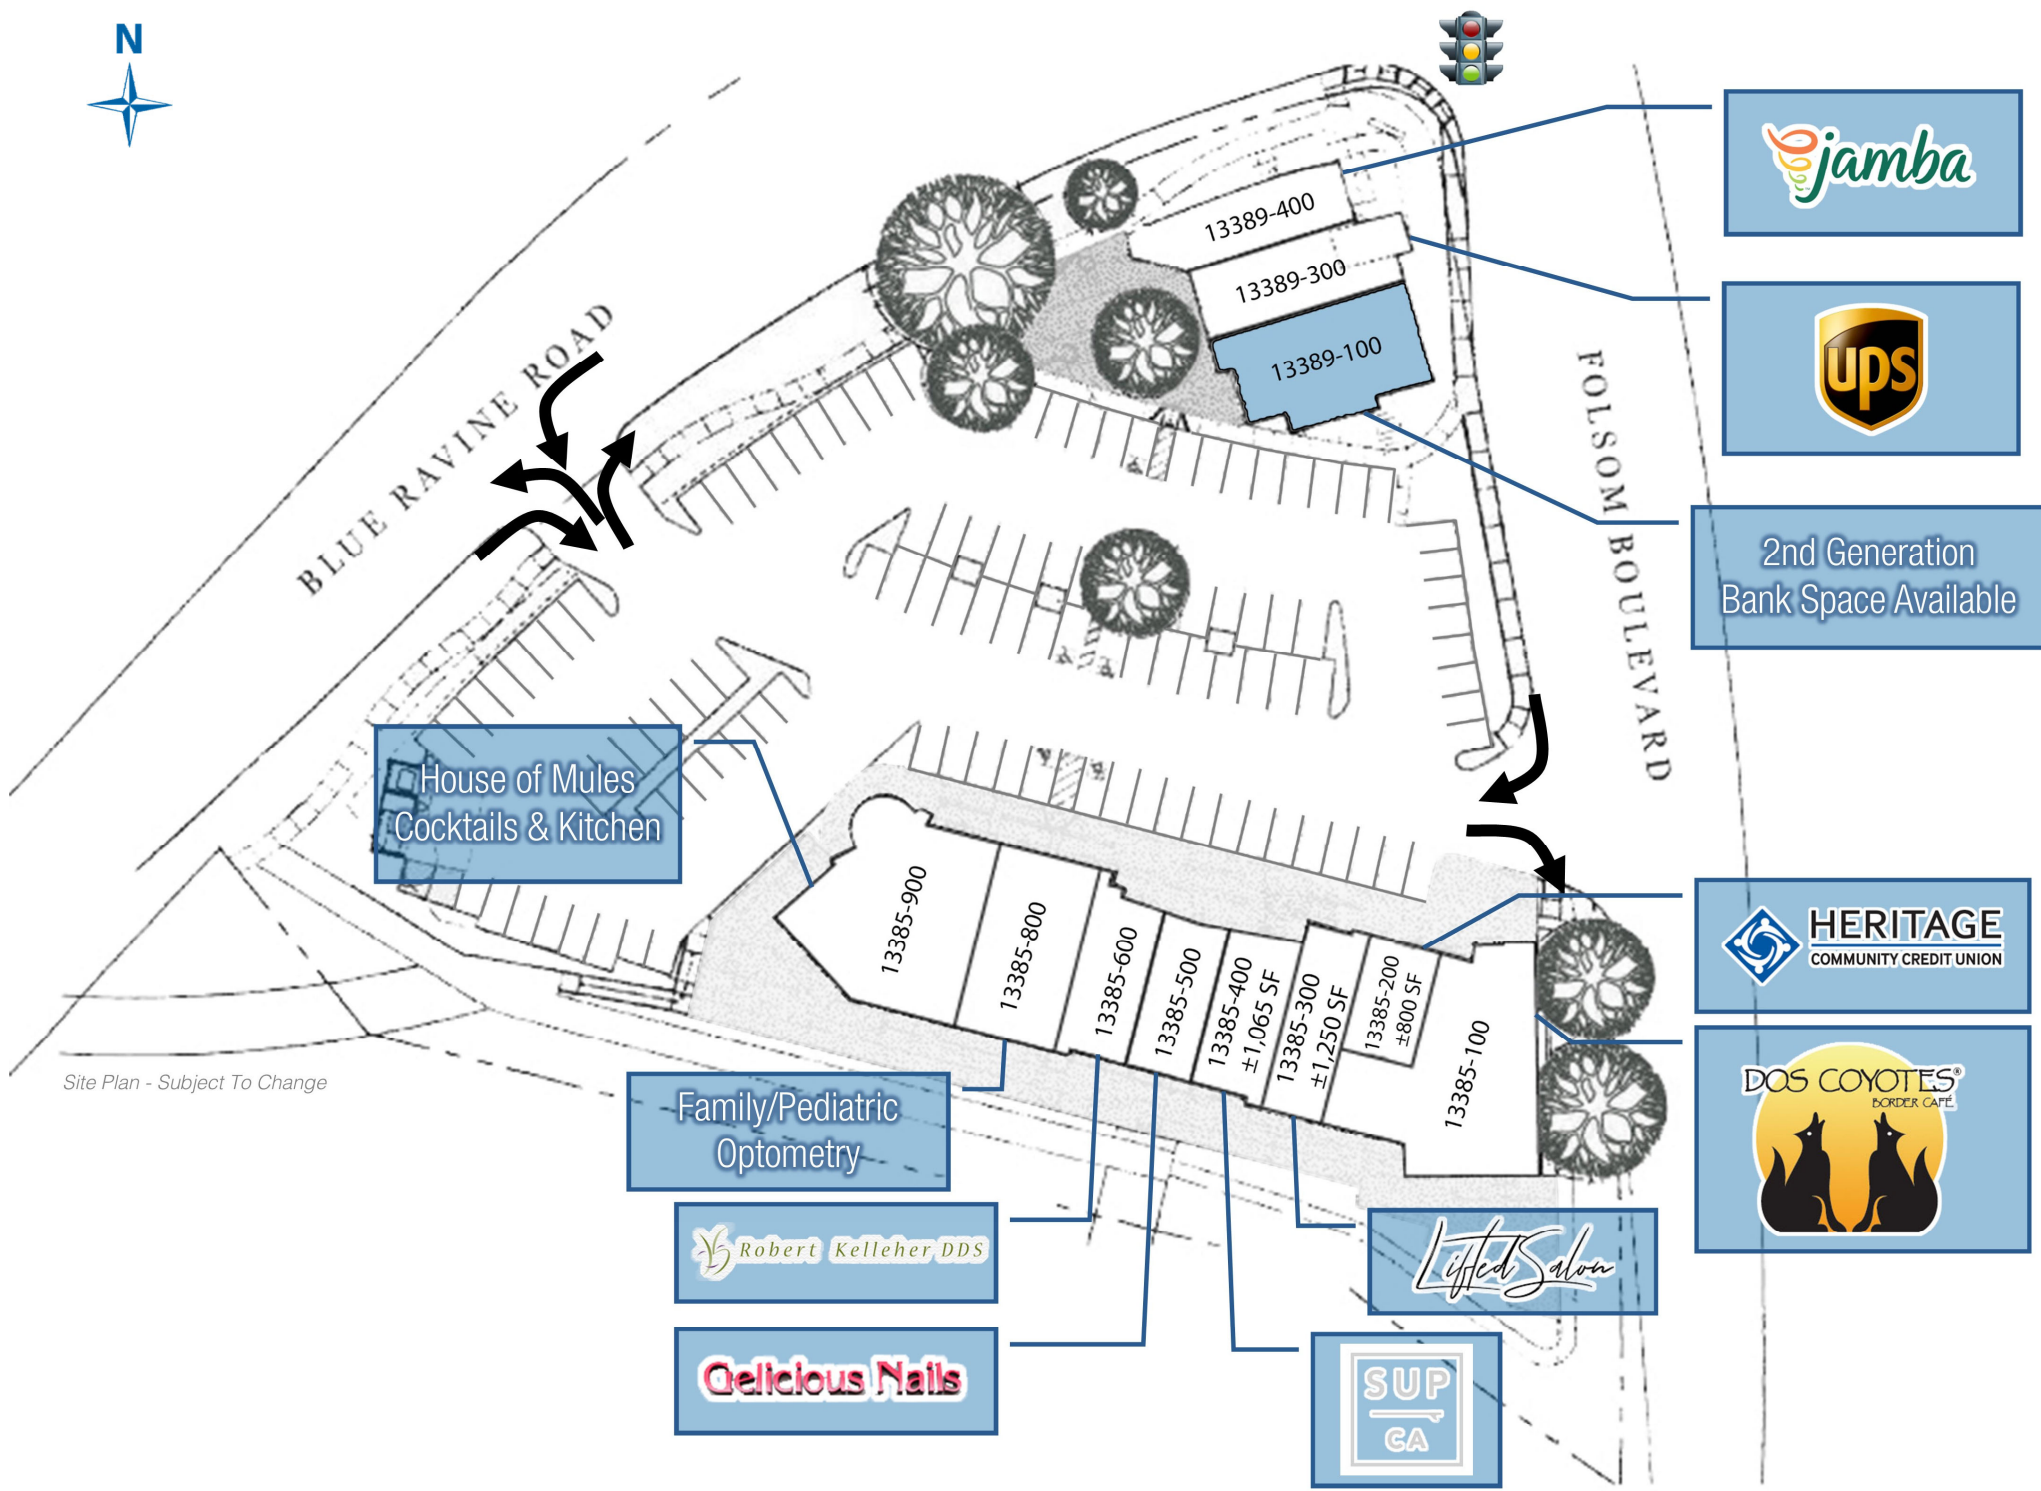 N
jamba
13389-400
13389-300
13389-100
ups
BLUE RAVINE ROAD
FOLSOM BOULEVARD
2nd Generation
Bank Space Available
House of Mules
Cocktails & Kitchen
13385-900
13385-800
13385-600
13385-500
13385-400
±1,065 SF
13385-300
±1,250 SF
13385-200
±800 SF
13385-100
HERITAGE
COMMUNITY CREDIT UNION
DOS COYOTES®
BORDER CAFÉ
Site Plan - Subject To Change
Family/Pediatric
Optometry
Robert Kelleher DDS
Gelicious Nails
Lifted Salon
SUP
CA